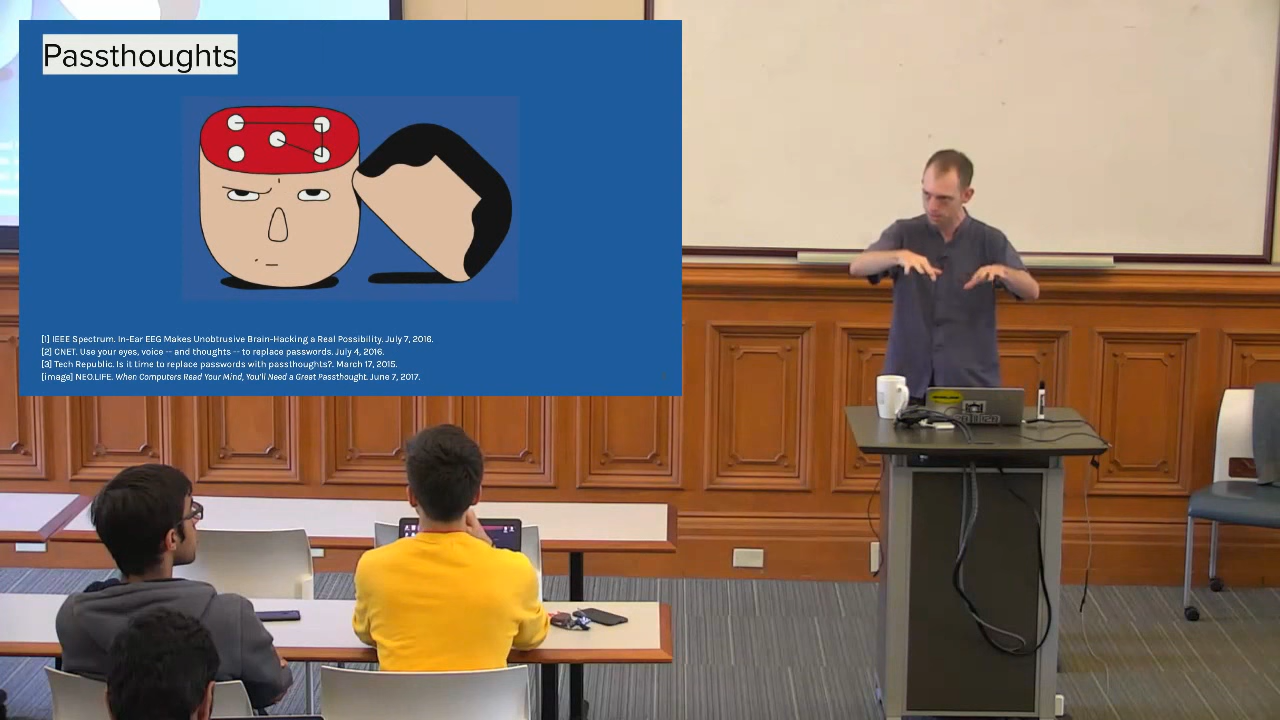 Passthoughts
[1] IEEE Spectrum. In-Ear EEG Makes Unobtrusive Brain-Hacking a Real Possibility. July 7, 2016.
[2] CNET. Use your eyes, voice -- and thoughts -- to replace passwords. July 4, 2016.
[3] Tech Republic. Is it time to replace passwords with passthoughts?. March 17, 2015.
[image] NEO.LIFE. When Computers Read Your Mind, You'll Need a Great Passthought. June 7, 2017.